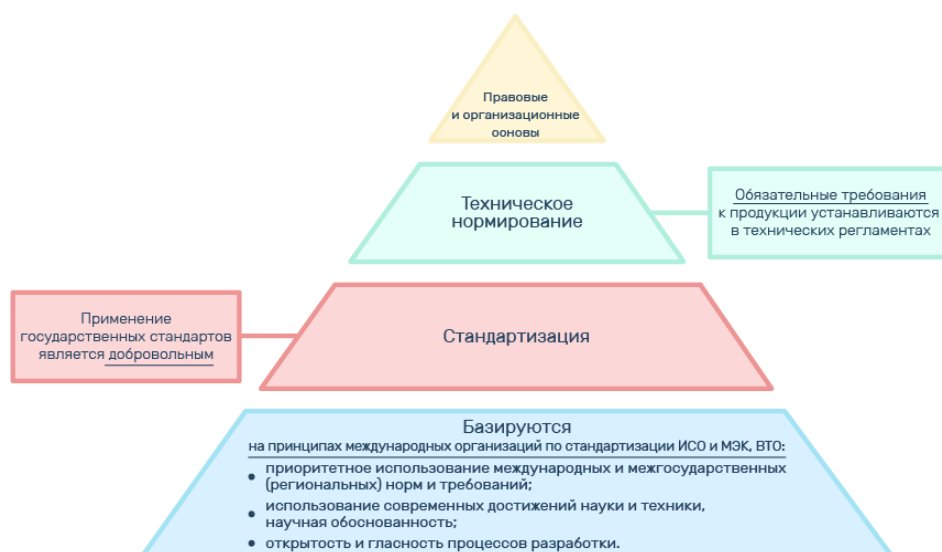 Правовые
и организационные
ооновы
Техническое
нормирование
Обязательные требования
к продукции устанавливаются
в технических регламентах
Применение
государственных стандартов
является добровольным
Стандартизация
Базируются
на принципах международных организаций по стандартизации ИСО и МЭК, ВТО:
• приоритетное использование международных и межгосударственных
(региональных) норм и требований;
• использование современных достижений науки и техники,
научная обоснованность;
• открытость и гласность процессов разработки.